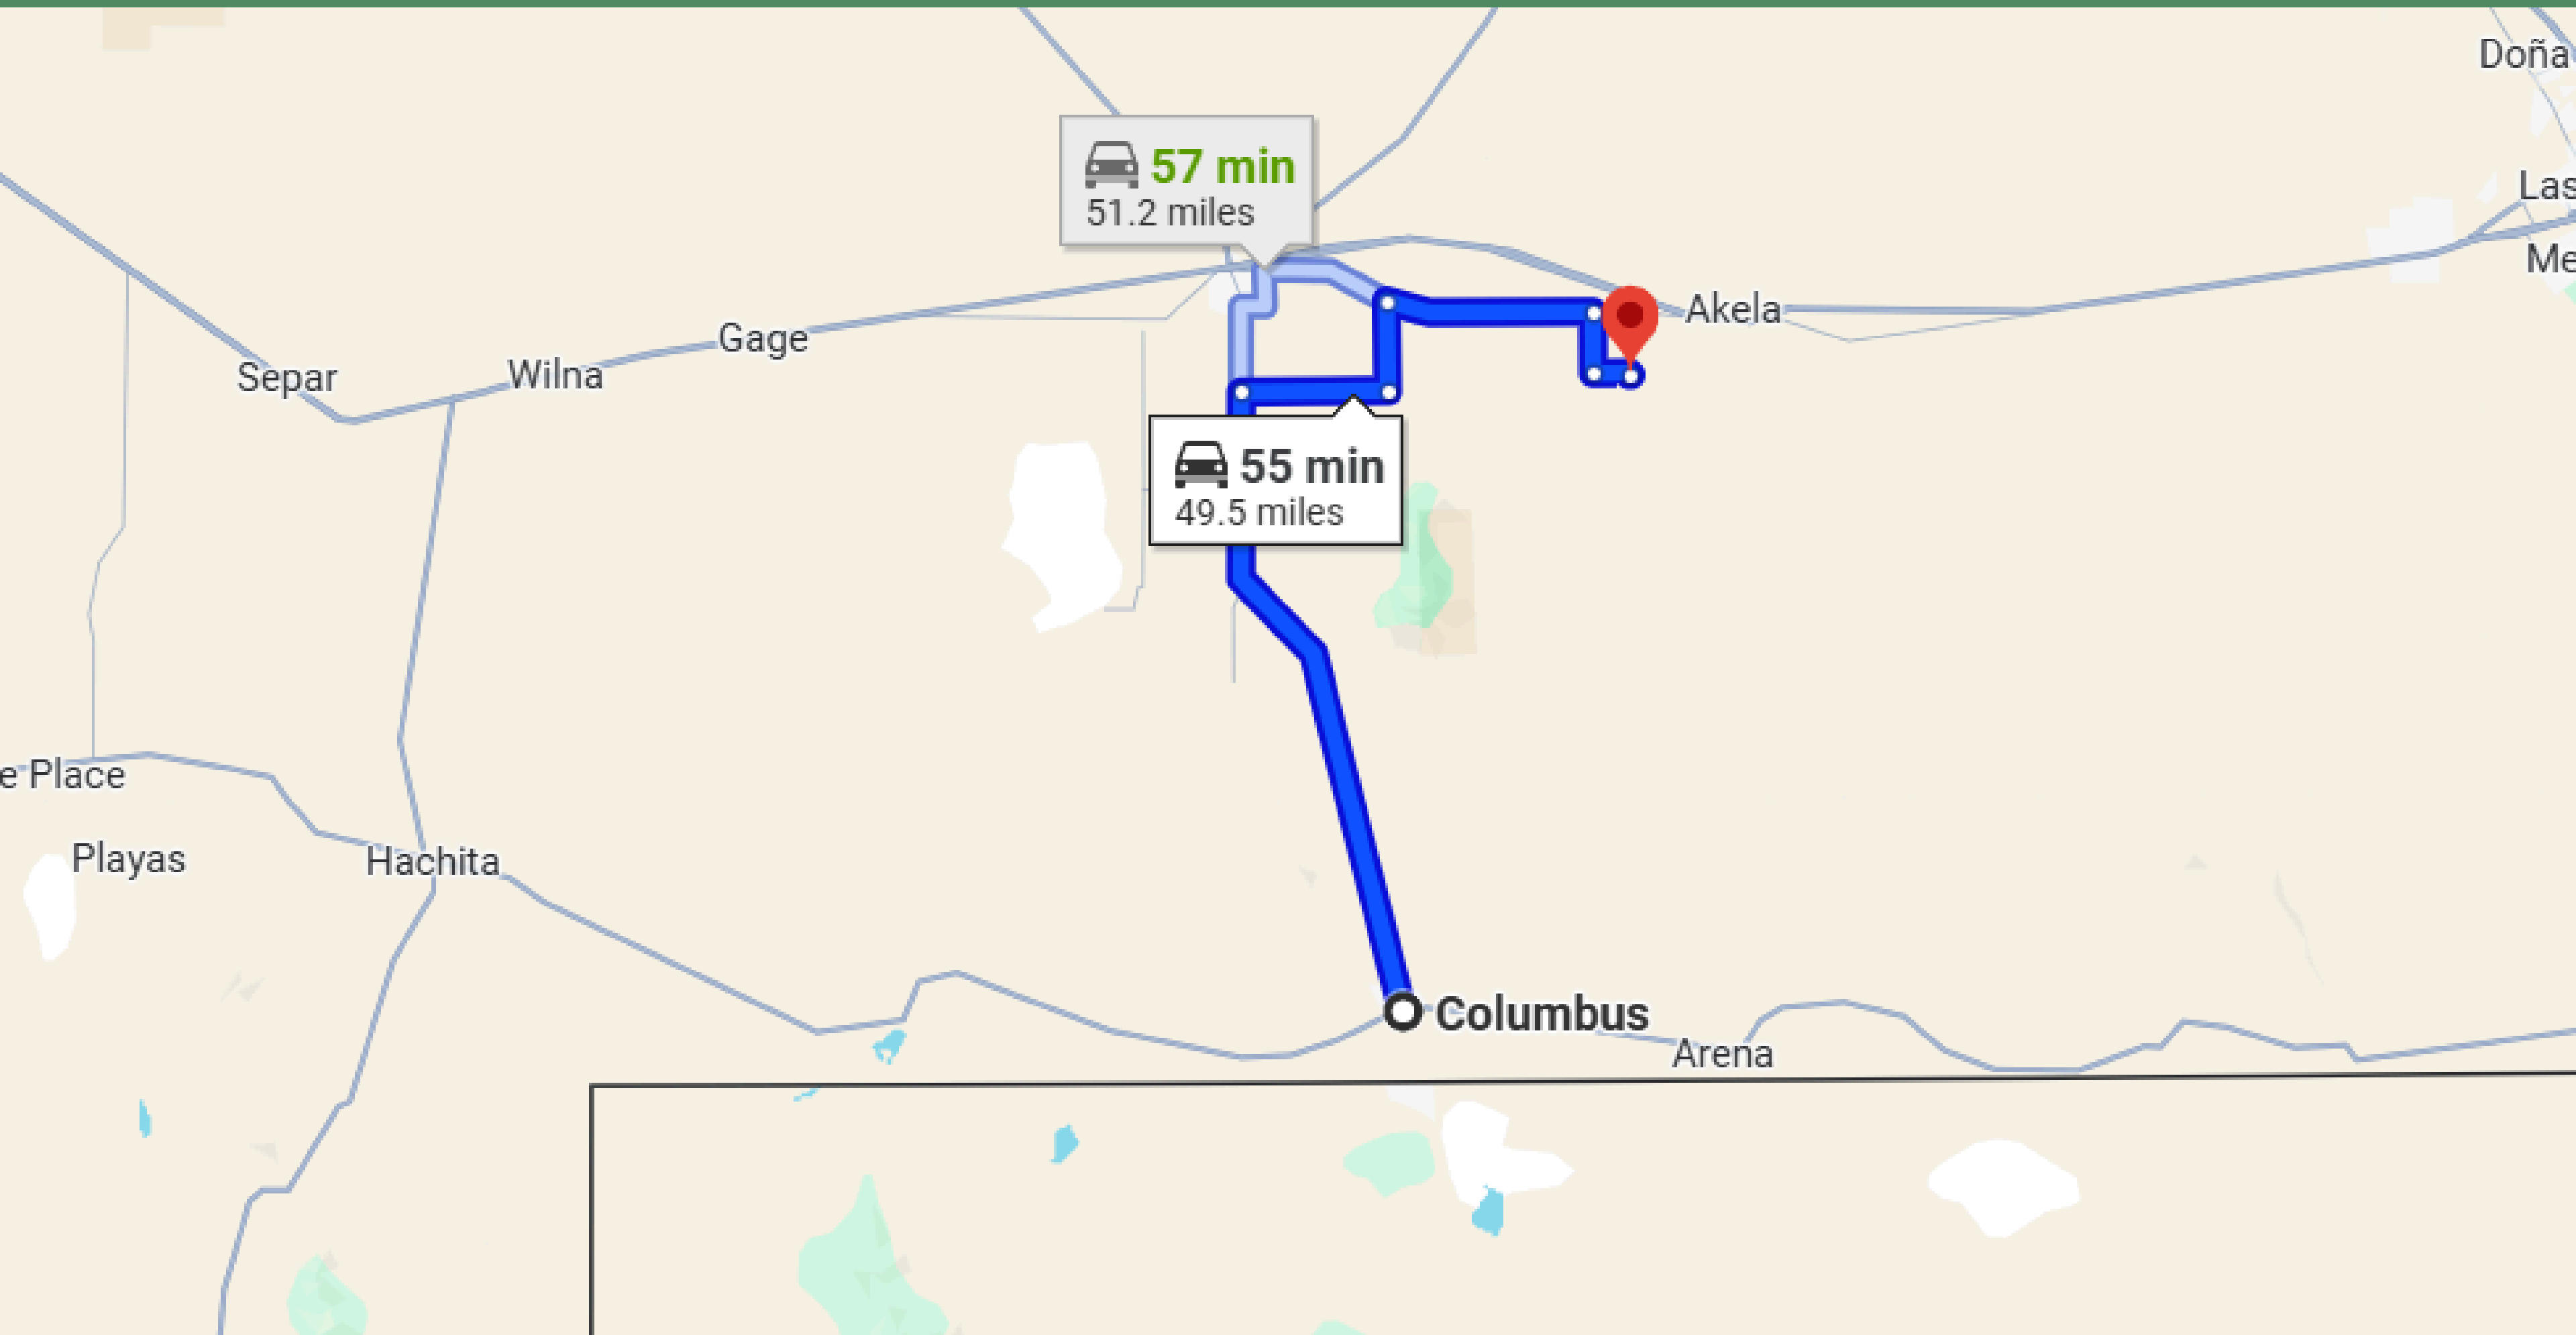 Doña
57 min
51.2 miles
Las
Me
Akela
Gage
Wilna
Separ
55 min
49.5 miles
e Place
Playas
Hachita
Columbus
Arena